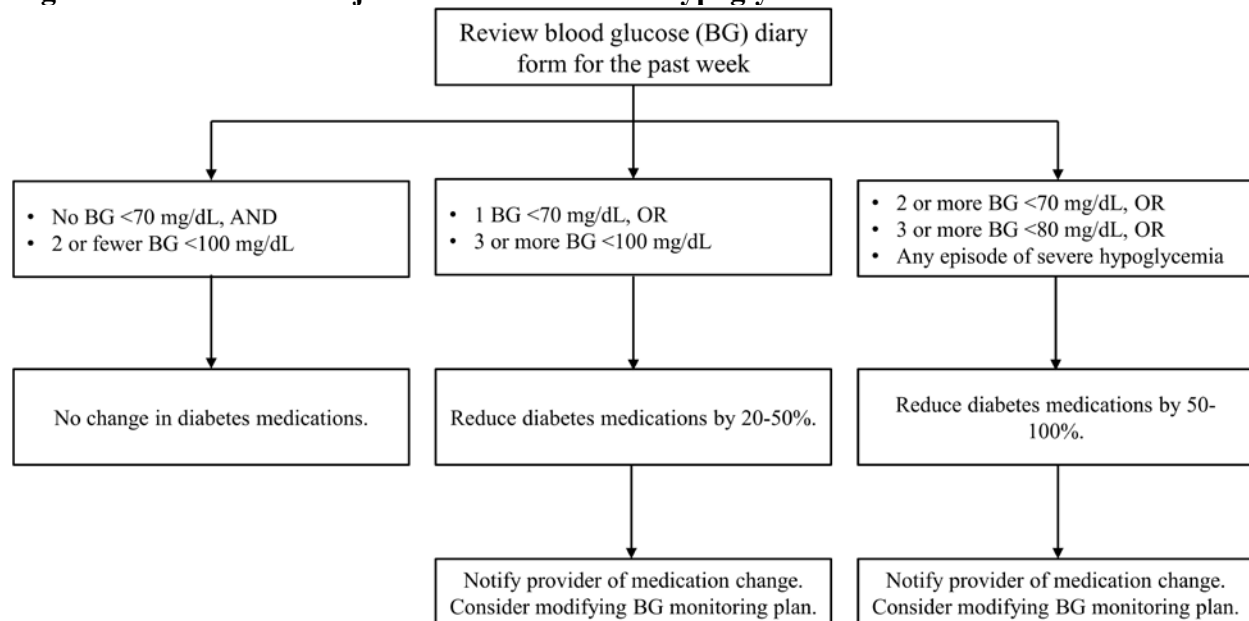 Review blood glucose (BG) diary
form for the past week
• No BG <70 mg/dL, AND
• 2 or fewer BG <100 mg/dL
• 1 BG <70 mg/dL, OR
• 3 or more BG <100 mg/dL
• 2 or more BG <70 mg/dL, OR
• 3 or more BG <80 mg/dL, OR
• Any episode of severe hypoglycemia
No change in diabetes medications.
Reduce diabetes medications by 20-50%.
Reduce diabetes medications by 50-
100%.
Notify provider of medication change.
Consider modifying BG monitoring plan.
Notify provider of medication change.
Consider modifying BG monitoring plan.